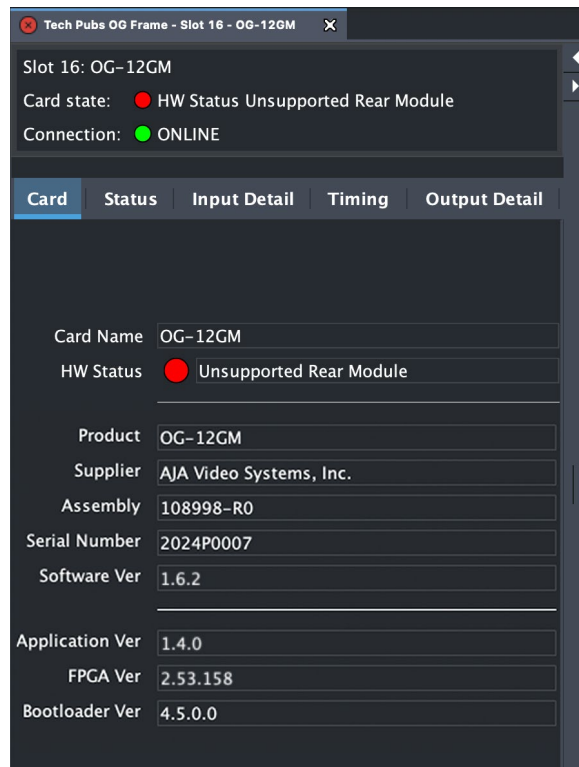 Tech Pubs OG Frame - Slot 16 - OG-12GM
Slot 16: OG-12GM
Card state: HW Status Unsupported Rear Module
Connection: ONLINE
Card Status Input Detail Timing Output Detail
Card Name OG-12GM
HW Status Unsupported Rear Module
Product OG-12GM
Supplier AJA Video Systems, Inc.
Assembly 108998-R0
Serial Number 2024P0007
Software Ver 1.6.2
Application Ver 1.4.0
FPGA Ver 2.53.158
Bootloader Ver 4.5.0.0